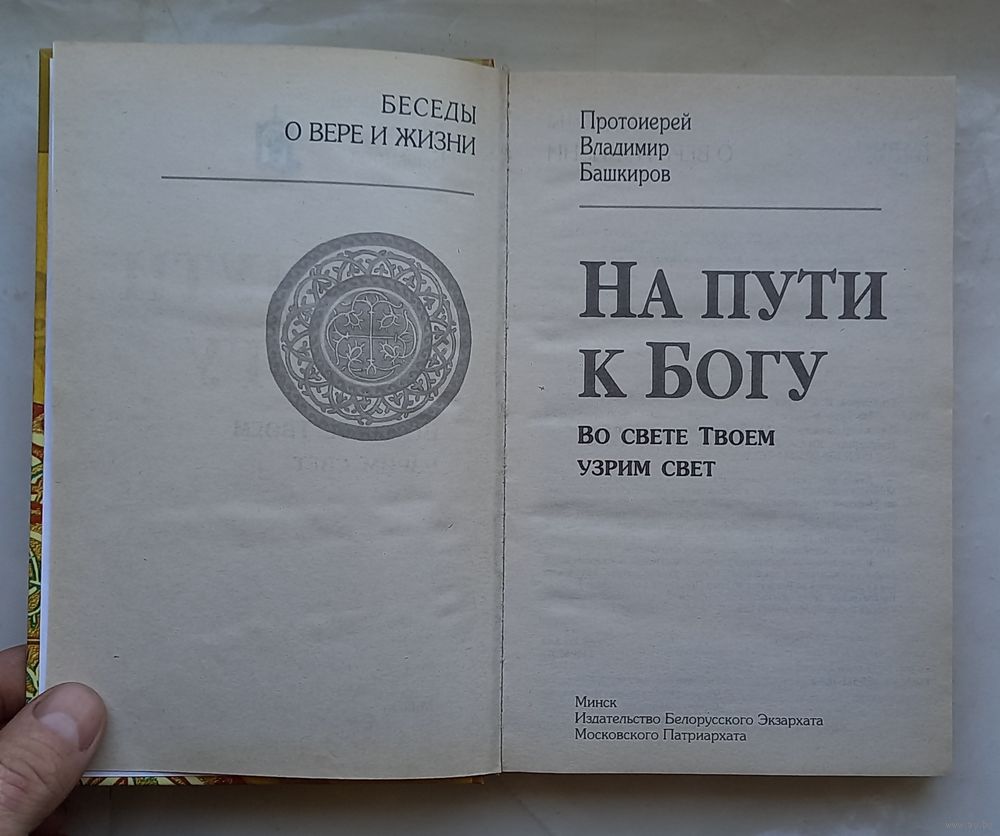 БЕСЕДЫ
О ВЕРЕ И ЖИЗНИ
Протоиерей
Владимир
Башкиров
НА ПУТИ
К БОГУ
ВО СВЕТЕ ТВОЕМ
УЗРИМ СВЕТ
Минск
Издательство Белорусского Экзархата
Московского Патриархата